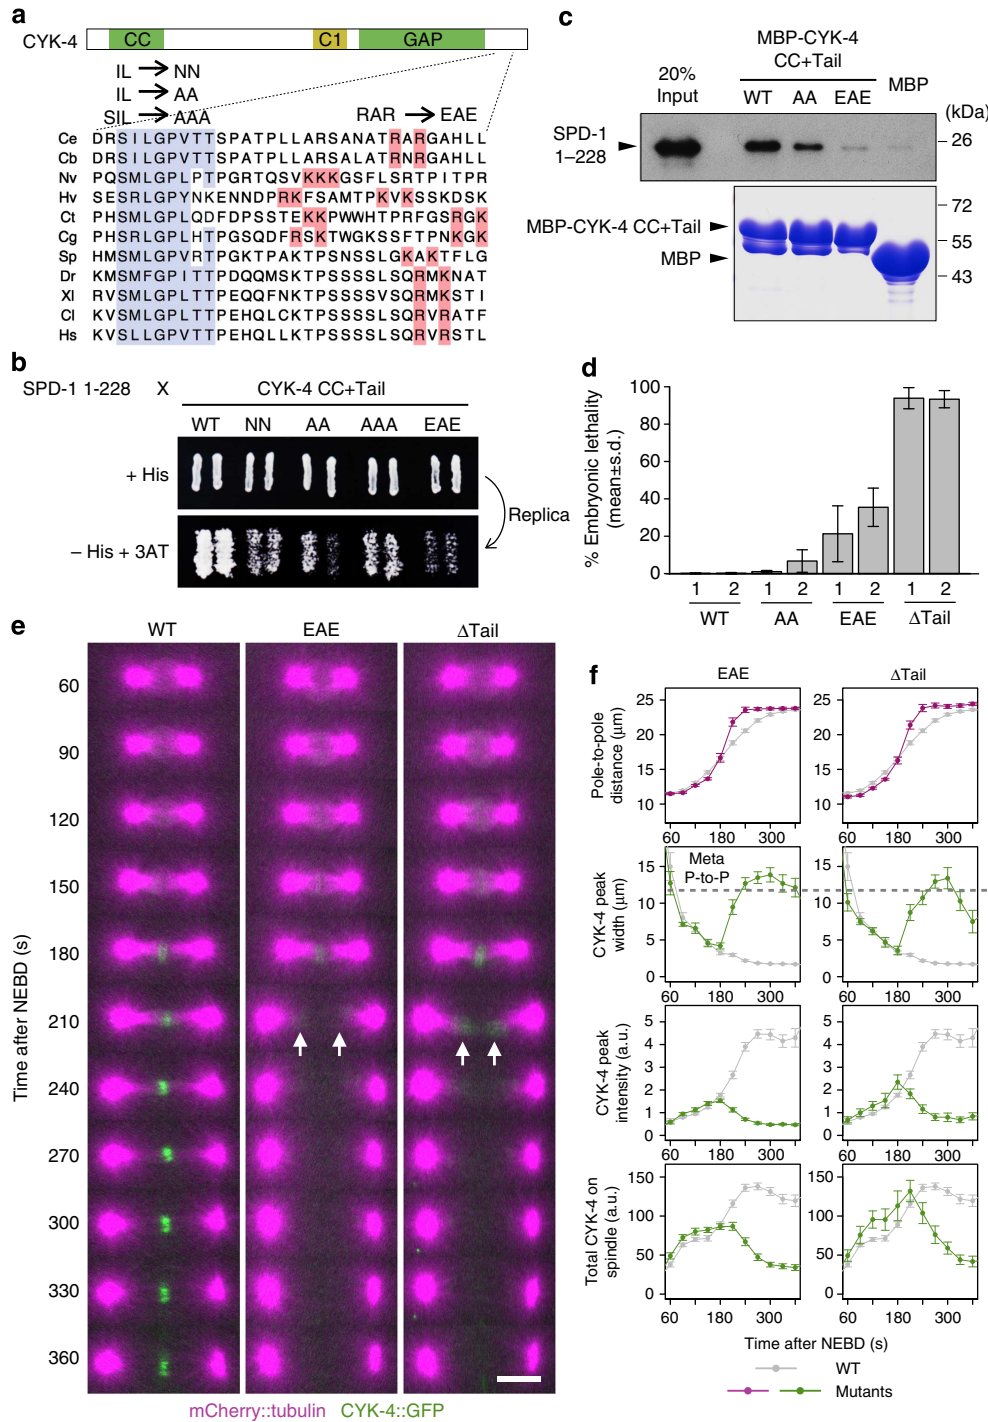 a
CYK-4 CC C1 GAP
IL → NN
IL → AA
SIL → AAA
RAR → EAE
Ce DRSILGPVTTSPATPLLARSANATRARGAHLL
Cb DRSILGPVTTSPATPLLARSANATRNRGAHLL
Nv PQSMLGPLPTPGRTQSVKKKGSFLSRTPITPR
Hv SESRLGPYNKENNDPRKFSAMTPKVKSSKDSK
Ct PHSMLGPLQDFDPSSTEKKPWWHTPRFGSRGK
Cg PHSRLGPLHTPGSQDFRSKTWGKSSFTPNKGK
Sp HMSMLGPVRTPGKTPAKTPSNSSLGKAKTFLG
Dr KMSMFGPITTPDQQMSKTPSSSSLSQRMKNAT
Xl RVSMLGPLTTPEQQFNKTPSSSSVSQRMKSTI
Cl KVSMLGPLTTPEHQLCKTPSSSSLSQRVRATF
Hs KVSLLGPVTTPEHQLLKTPSSSSLSQRVRSTL
b
SPD-1 1-228 X CYK-4 CC+Tail
WT NN AA AAA EAE
+ His
– His + 3AT
Replica
c
MBP-CYK-4
CC+Tail
20%
Input
WT AA EAE MBP
(kDa)
SPD-1
1–228
26
72
MBP-CYK-4 CC+Tail
55
MBP
43
d
% Embryonic lethality
(mean±s.d.)
100
80
60
40
20
0
1 2 1 2 1 2 1 2
WT AA EAE ΔTail
e
WT EAE ΔTail
Time after NEBD (s)
60
90
120
150
180
210
240
270
300
330
360
mCherry::tubulin CYK-4::GFP
f
EAE ΔTail
Pole-to-pole
distance (μm)
25
20
15
10
60 180 300
25
20
15
10
60 180 300
CYK-4 peak
width (μm)
Meta
P-to-P
15
10
5
0
60 180 300
15
10
5
0
60 180 300
CYK-4 peak
intensity (a.u.)
5
4
3
2
1
0
60 180 300
5
4
3
2
1
0
60 180 300
Total CYK-4 on
spindle (a.u.)
150
100
50
0
60 180 300
150
100
50
0
60 180 300
Time after NEBD (s)
WT
Mutants